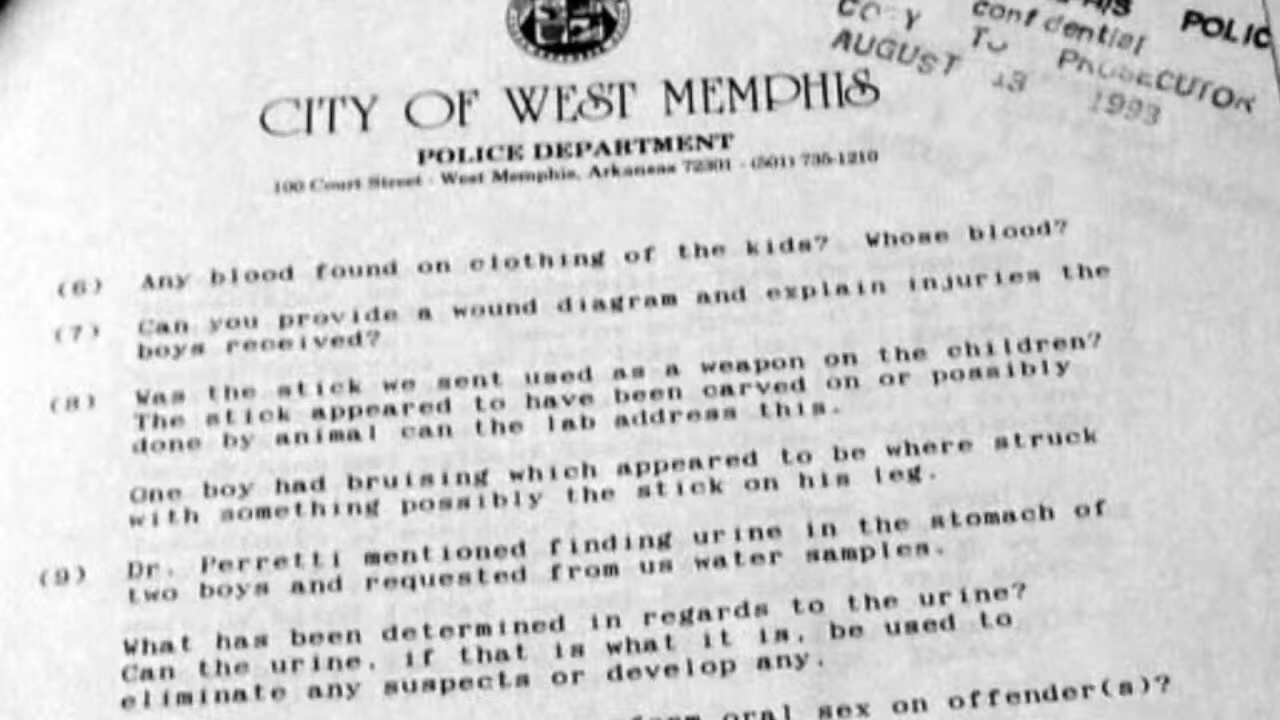 POLIC
COPY confidential
AUGUST 13 To PROSECUTOR
1993
CITY OF WEST MEMPHIS
POLICE DEPARTMENT
100 Court Street · West Memphis, Arkansas 72301 · (501) 735-1210
(6) Any blood found on clothing of the kids? Whose blood?
(7) Can you provide a wound diagram and explain injuries the
boys received?
(8) Was the stick we sent used as a weapon on the children?
The stick appeared to have been carved on or possibly
done by animal can the lab address this.
One boy had bruising which appeared to be where struck
with something possibly the stick on his leg.
(9) Dr. Perretti mentioned finding urine in the stomach of
two boys and requested from us water samples.
What has been determined in regards to the urine?
Can the urine, if that is what it is, be used to
eliminate any suspects or develop any.
oral sex on offender(s)?